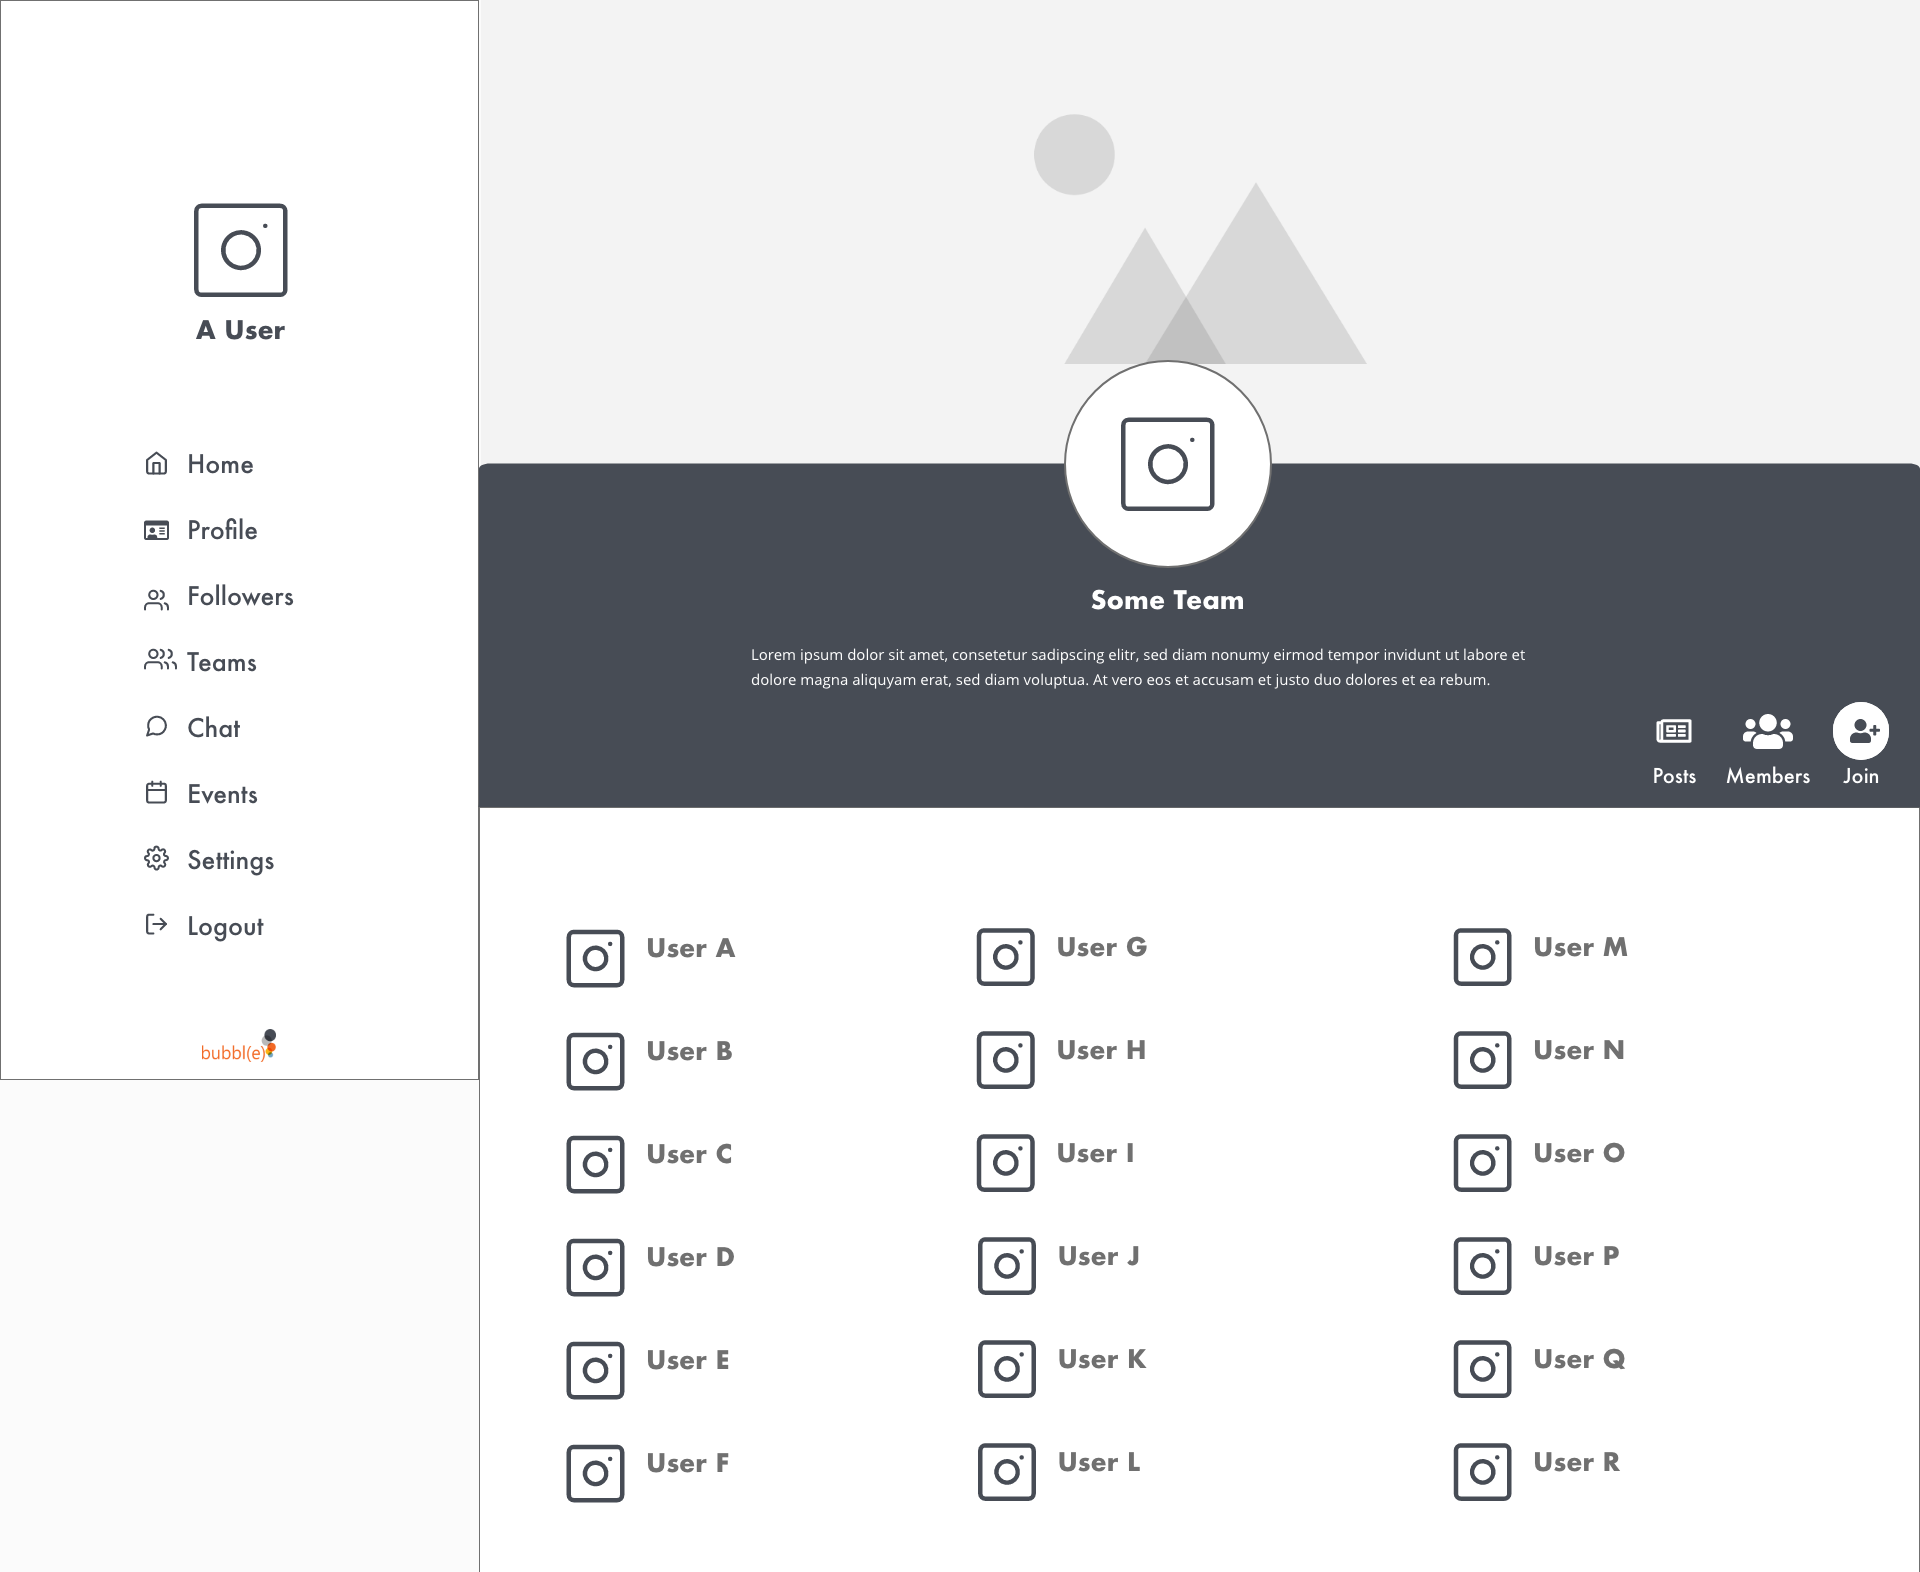 A User
Home
Profile
Followers
Teams
Chat
Events
Settings
Logout
bubbl(e)
Some Team
Lorem ipsum dolor sit amet, consetetur sadipscing elitr, sed diam nonumy eirmod tempor invidunt ut labore et
dolore magna aliquyam erat, sed diam voluptua. At vero eos et accusam et justo duo dolores et ea rebum.
Posts
Members
Join
User A
User B
User C
User D
User E
User F
User G
User H
User I
User J
User K
User L
User M
User N
User O
User P
User Q
User R